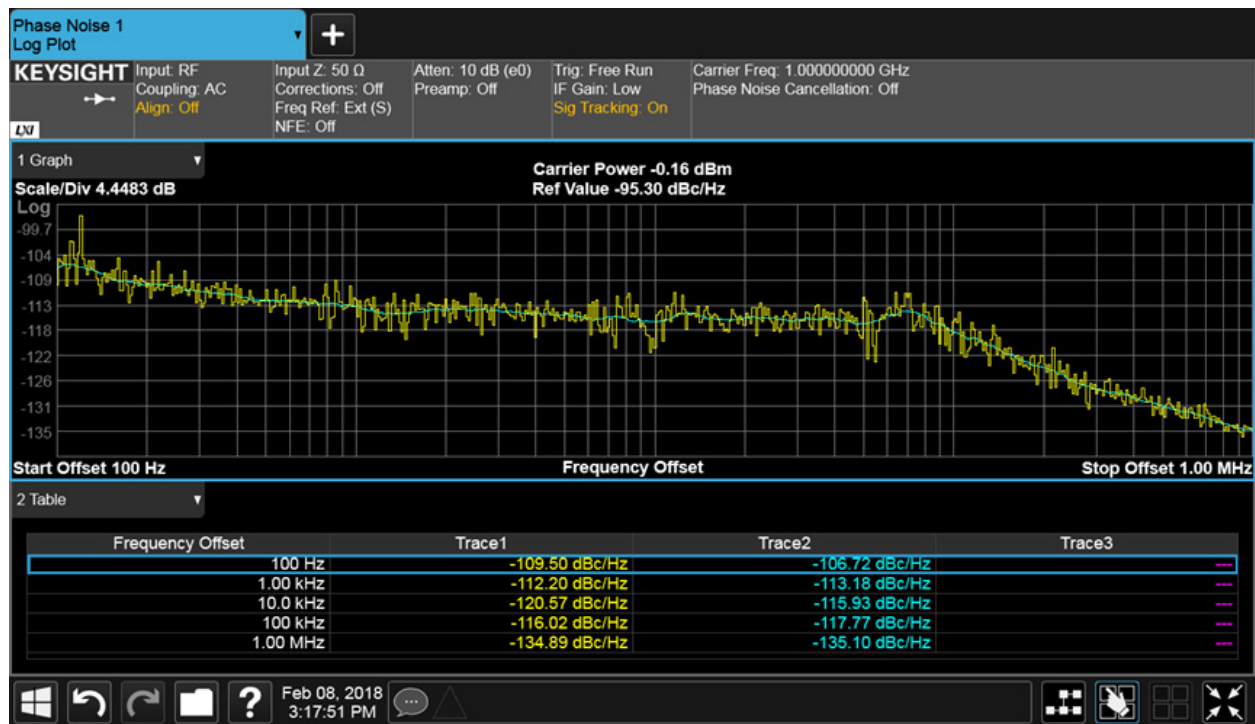 Phase Noise 1
Log Plot
+
KEYSIGHT
LXI
Input: RF
Coupling: AC
Align: Off
Input Z: 50 Ω
Corrections: Off
Freq Ref: Ext (S)
NFE: Off
Atten: 10 dB (e0)
Preamp: Off
Trig: Free Run
IF Gain: Low
Sig Tracking: On
Carrier Freq: 1.000000000 GHz
Phase Noise Cancellation: Off
1 Graph
Scale/Div 4.4483 dB
Carrier Power -0.16 dBm
Ref Value -95.30 dBc/Hz
Log
-99.7
-104
-109
-113
-118
-122
-126
-131
-135
Start Offset 100 Hz Frequency Offset Stop Offset 1.00 MHz
2 Table
Frequency Offset Trace1 Trace2 Trace3
100 Hz -109.50 dBc/Hz -106.72 dBc/Hz ---
1.00 kHz -112.20 dBc/Hz -113.18 dBc/Hz ---
10.0 kHz -120.57 dBc/Hz -115.93 dBc/Hz ---
100 kHz -116.02 dBc/Hz -117.77 dBc/Hz ---
1.00 MHz -134.89 dBc/Hz -135.10 dBc/Hz ---
?
Feb 08, 2018
3:17:51 PM